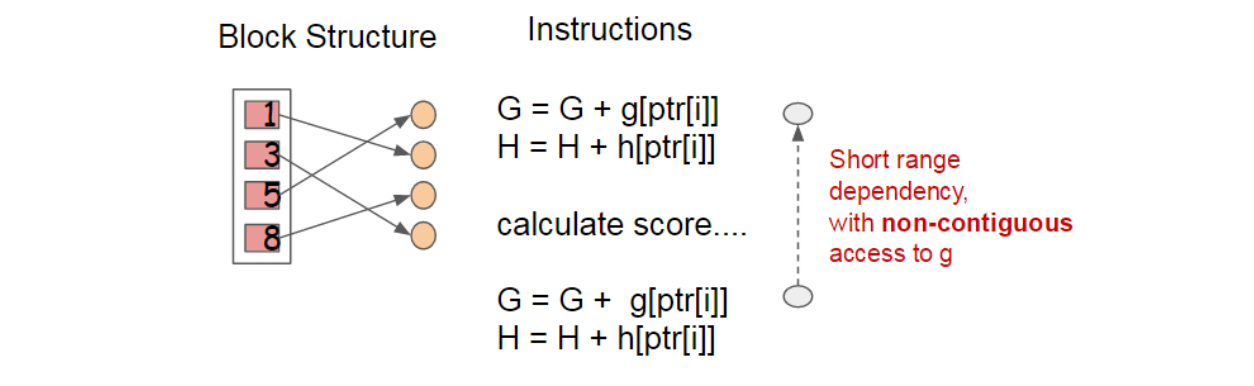 Block Structure
Instructions
1
3
5
8
G = G + g[ptr[i]]
H = H + h[ptr[i]]
calculate score....
G = G +  g[ptr[i]]
H = H + h[ptr[i]]
Short range
dependency,
with non-contiguous
access to g